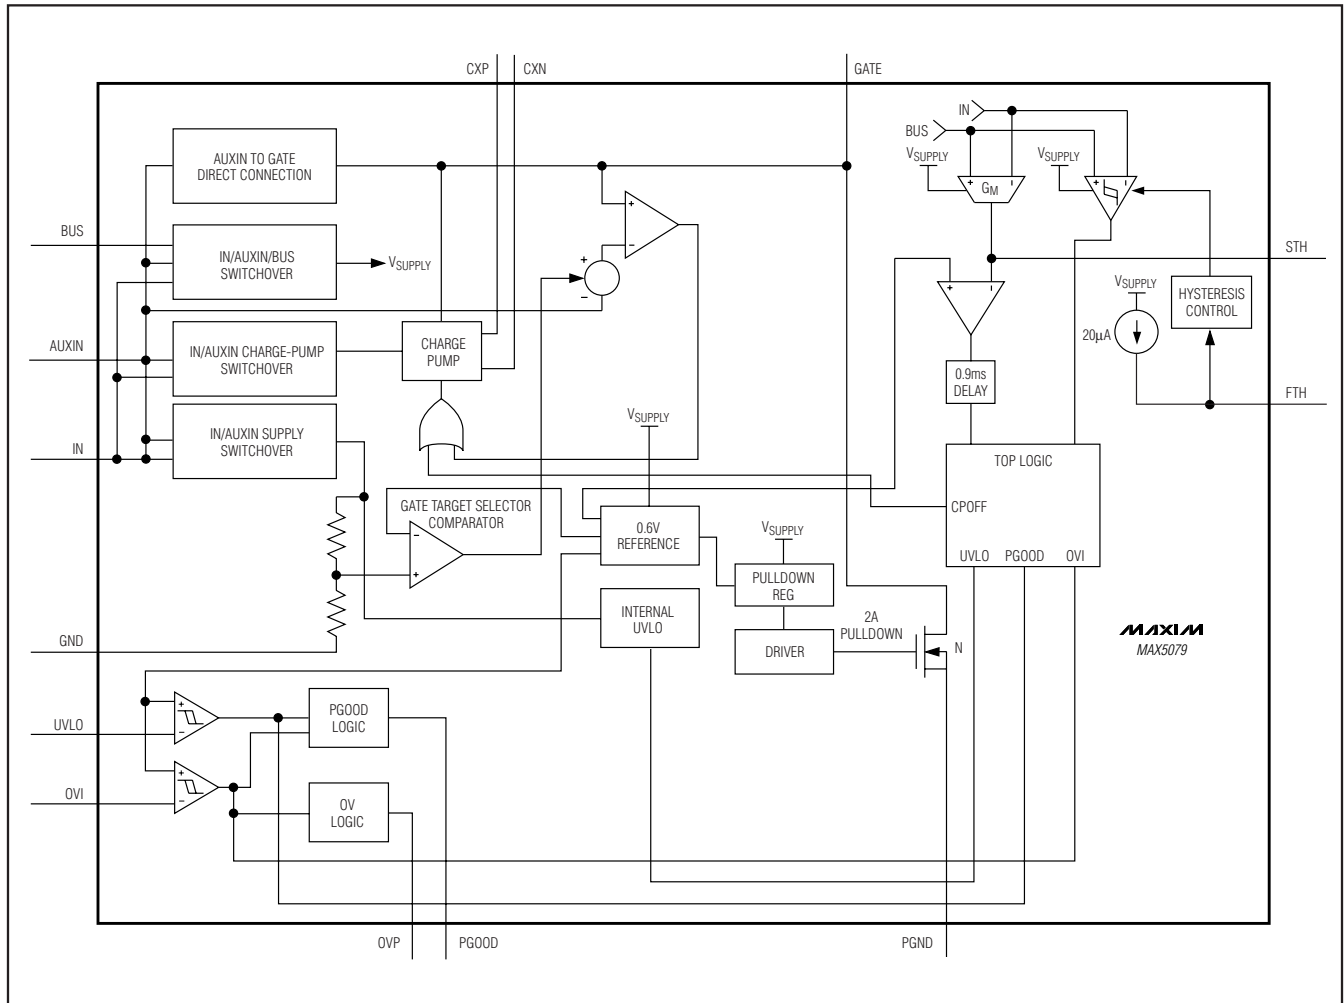 CXP
CXN
GATE
IN
BUS
VSUPPLY
VSUPPLY
AUXIN TO GATE
DIRECT CONNECTION
+
−
GM
+
−
BUS
+
−
STH
IN/AUXIN/BUS
SWITCHOVER
VSUPPLY
+
−
+
−
VSUPPLY
HYSTERESIS
CONTROL
20µA
AUXIN
IN/AUXIN CHARGE-PUMP
SWITCHOVER
CHARGE
PUMP
0.9ms
DELAY
FTH
VSUPPLY
IN
IN/AUXIN SUPPLY
SWITCHOVER
TOP LOGIC
CPOFF
UVLO
PGOOD
OVI
GATE TARGET SELECTOR
COMPARATOR
−
+
0.6V
REFERENCE
VSUPPLY
PULLDOWN
REG
INTERNAL
UVLO
2A
PULLDOWN
DRIVER
N
MAXIM
MAX5079
GND
UVLO
+
−
PGOOD
LOGIC
OVI
+
−
OV
LOGIC
OVP
PGOOD
PGND